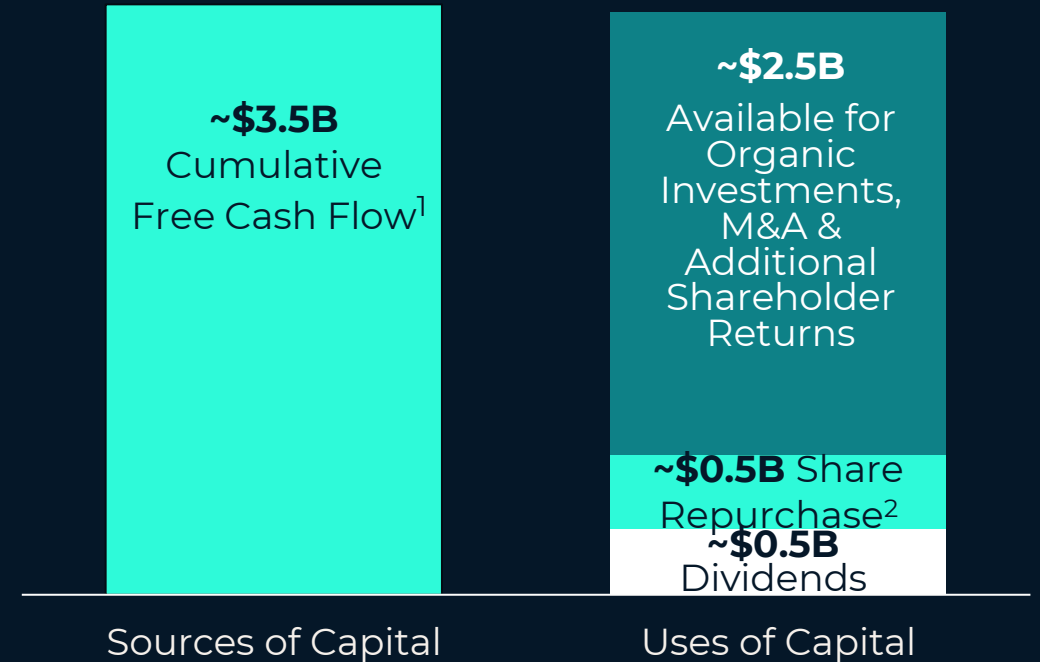 ~$3.5B
Cumulative
Free Cash Flow¹
~$2.5B
Available for
Organic
Investments,
M&A &
Additional
Shareholder
Returns
~$0.5B Share
Repurchase²
~$0.5B
Dividends
Sources of Capital
Uses of Capital